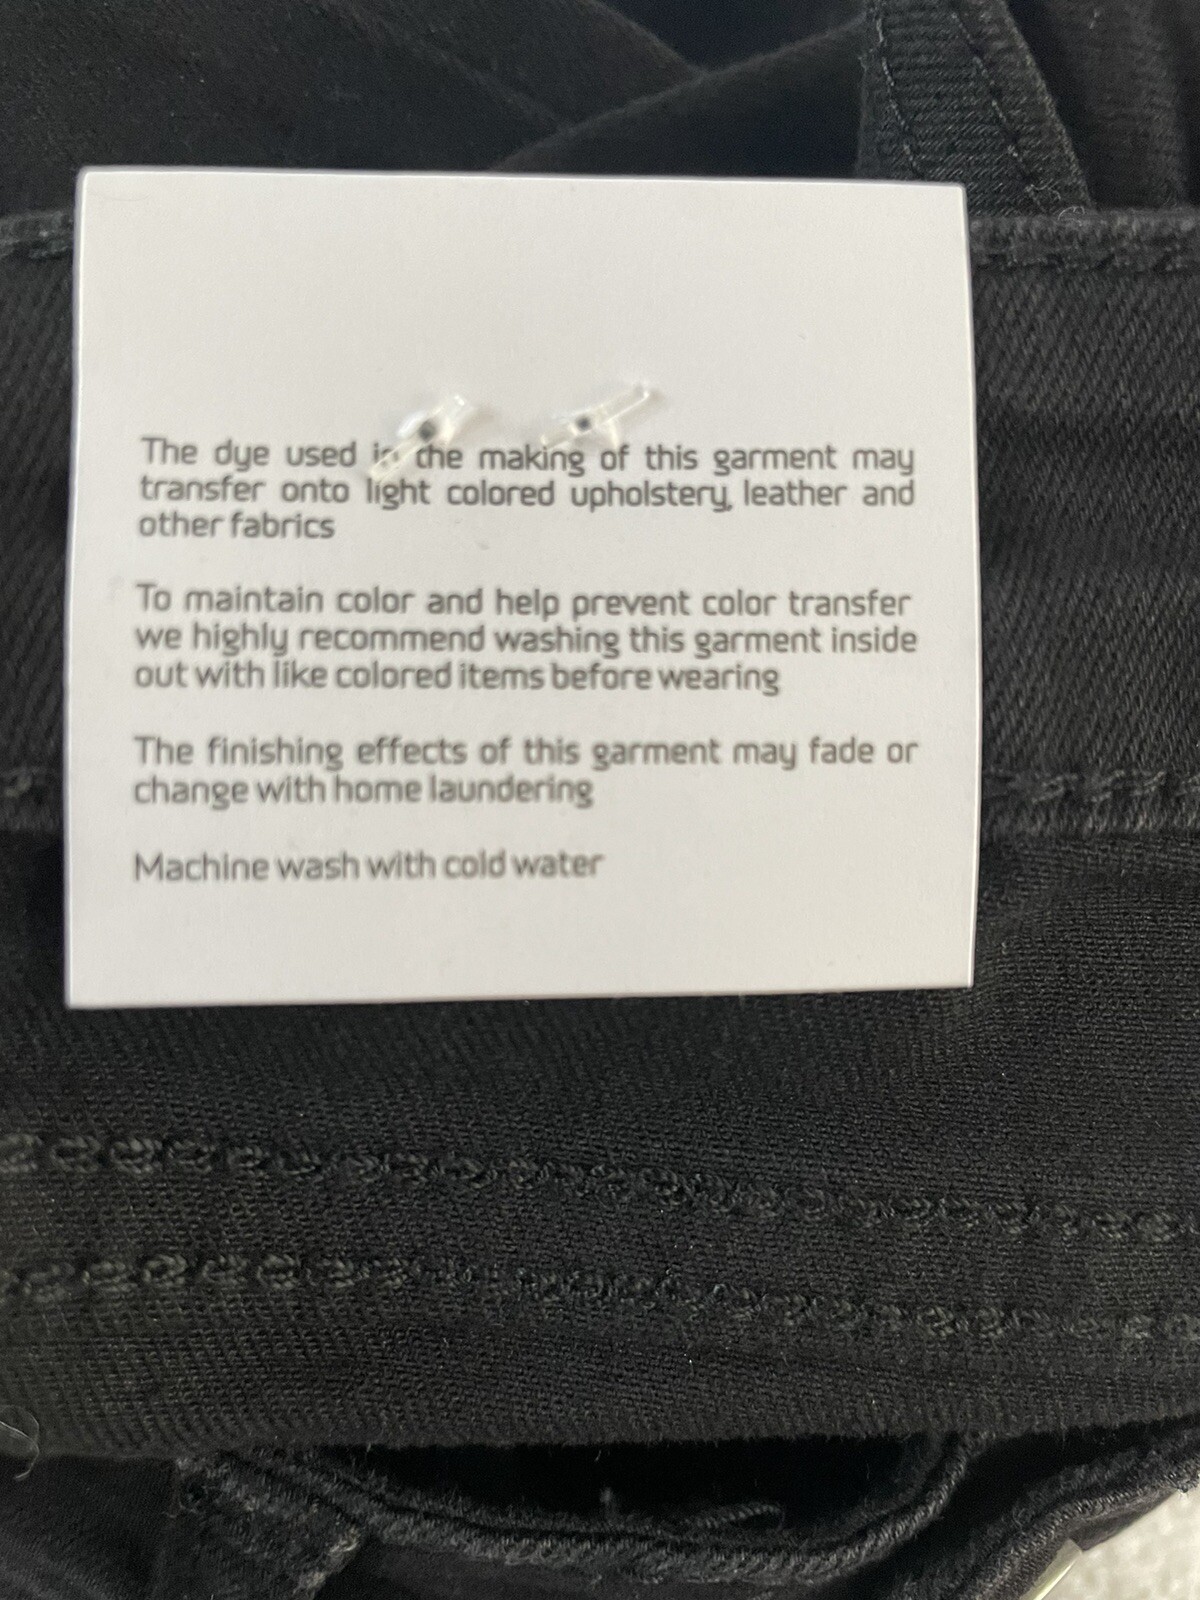 The dye used in the making of this garment may
transfer onto light colored upholstery, leather and
other fabrics
To maintain color and help prevent color transfer
we highly recommend washing this garment inside
out with like colored items before wearing
The finishing effects of this garment may fade or
change with home laundering
Machine wash with cold water